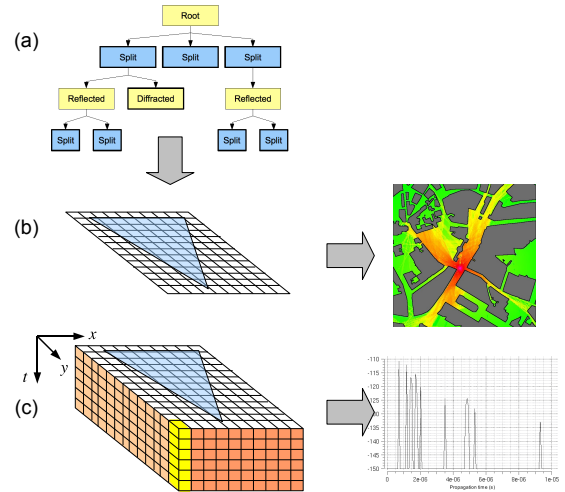 (a)
Root
Split
Split
Split
Reflected
Diffracted
Reflected
Split
Split
Split
Split
(b)
x
y
t
(c)
-110
-115
-120
-125
-130
-135
-140
-145
-150
0
2e-06
4e-06
6e-06
8e-06
1e-05
Propagation time (s)